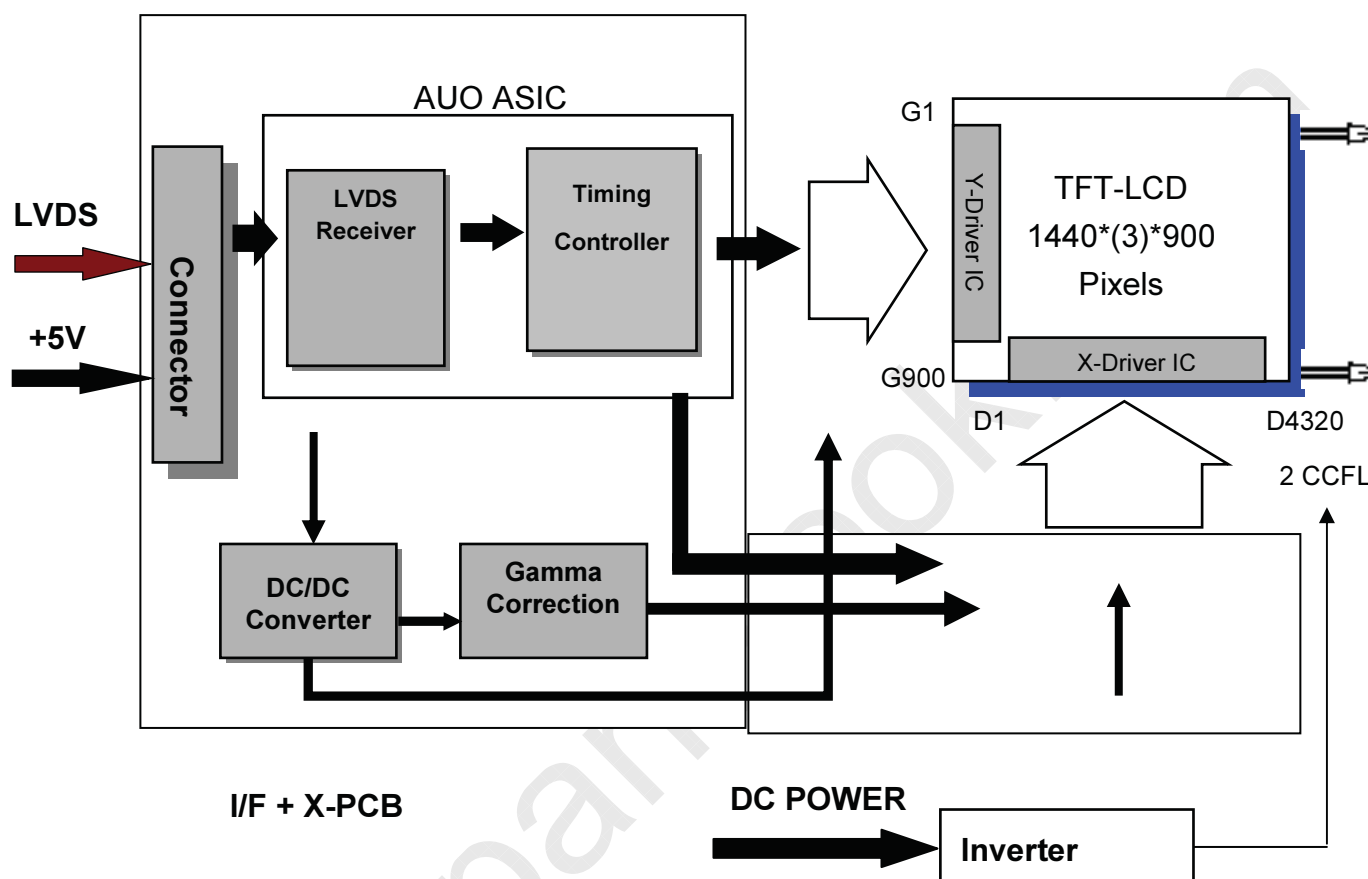 AUO ASIC
LVDS
+5V
Connector
LVDS
Receiver
Timing
Controller
G1
Y-Driver IC
TFT-LCD
1440*(3)*900
Pixels
X-Driver IC
G900
D1
D4320
2 CCFL
DC/DC
Converter
Gamma
Correction
I/F + X-PCB
DC POWER
Inverter